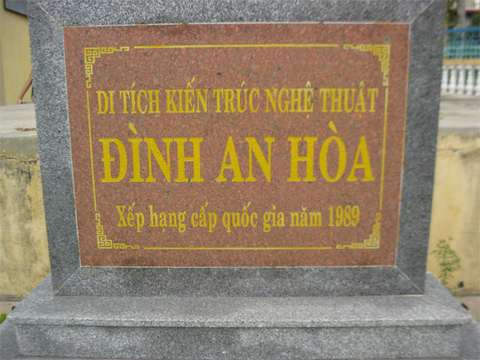 DI TÍCH KIẾN TRÚC NGHỆ THUẬT
ĐÌNH AN HÒA
Xếp hạng cấp quốc gia năm 1989